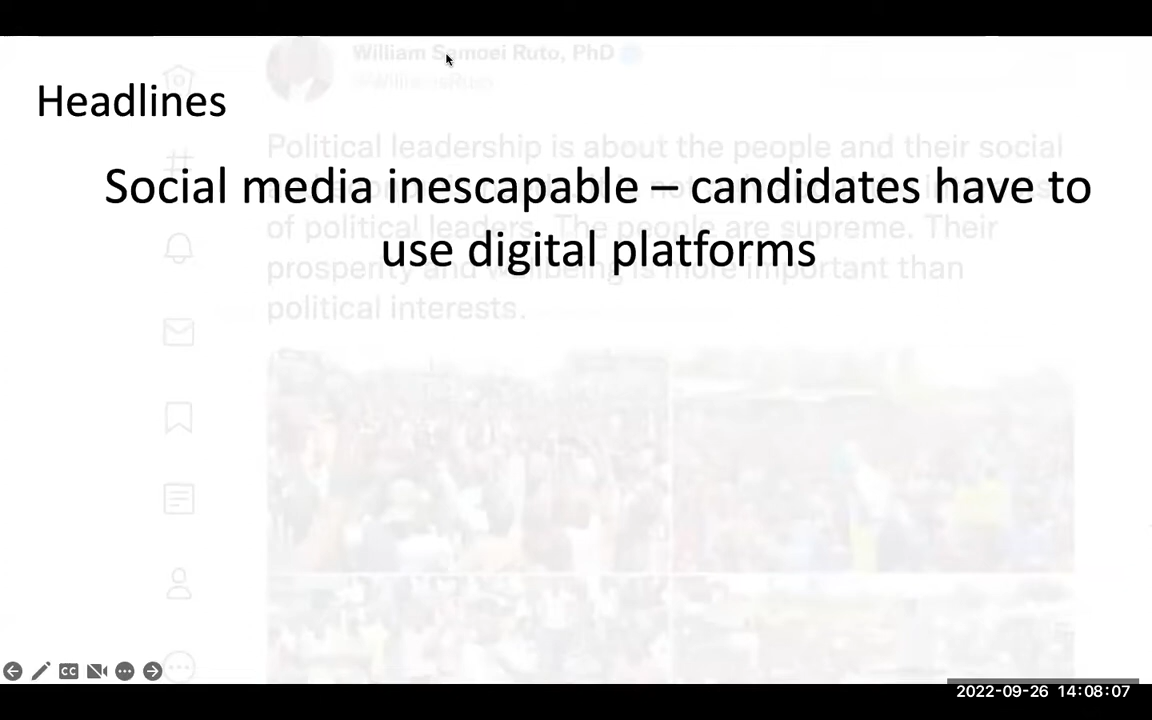 William Samoei Ruto, PhD
Headlines
Political leadership is about the people and their social
Social media inescapable – candidates have to
of political leaders. The people are supreme. Their
use digital platforms
prosperity and wellbeing is more important than
political interests.
CC
2022-09-26 14:08:07